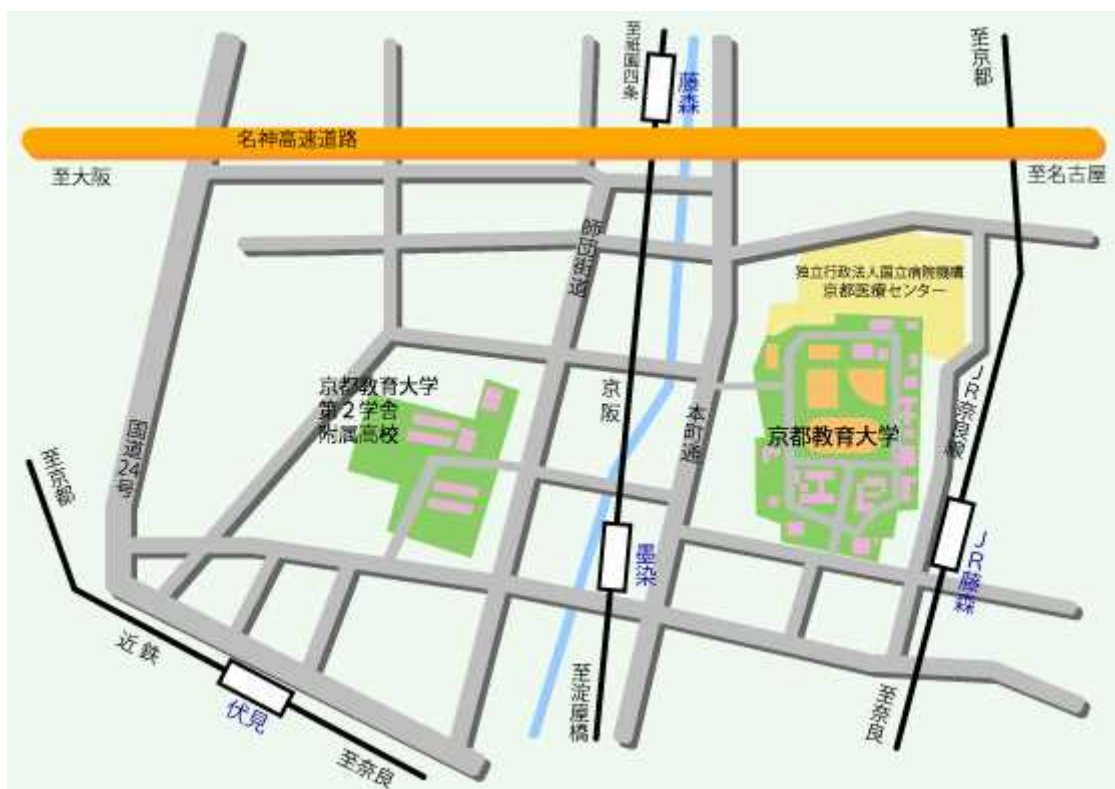 至祇園四条
藤森
至京都
名神高速道路
至大阪
至名古屋
師団街道
独立行政法人国立病院機構
京都医療センター
京都教育大学
第2学舎
附属高校
京阪
本町通
京都教育大学
JR奈良線
国道24号
至京都
墨染
JR藤森
近鉄
伏見
至奈良
至淀屋橋
至奈良